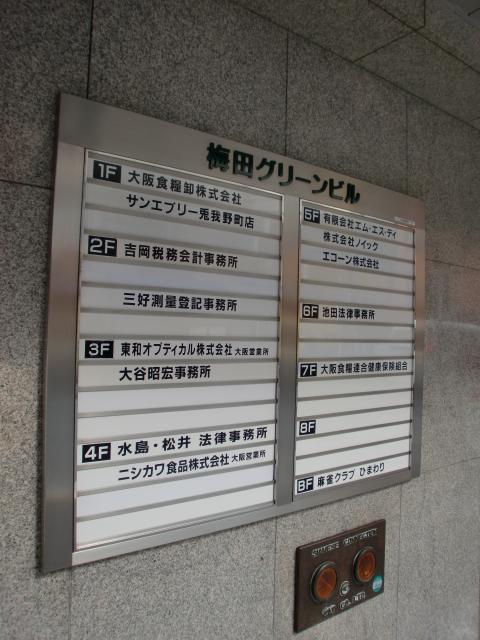 梅田グリーンビル
1F 大阪食糧卸株式会社
サンエブリー兎我野町店
2F 吉岡税務会計事務所
三好測量登記事務所
3F 東和オプティカル株式会社 大阪営業所
大谷昭宏事務所
4F 水島・松井 法律事務所
ニシカワ食品株式会社 大阪営業所
5F 有限会社エム・エス・デイ
株式会社ノイック
エコーン株式会社
6F 池田法律事務所
7F 大阪食糧連合健康保険組合
8F
BF 麻雀クラブ ひまわり
SIAMESE CONNECTION